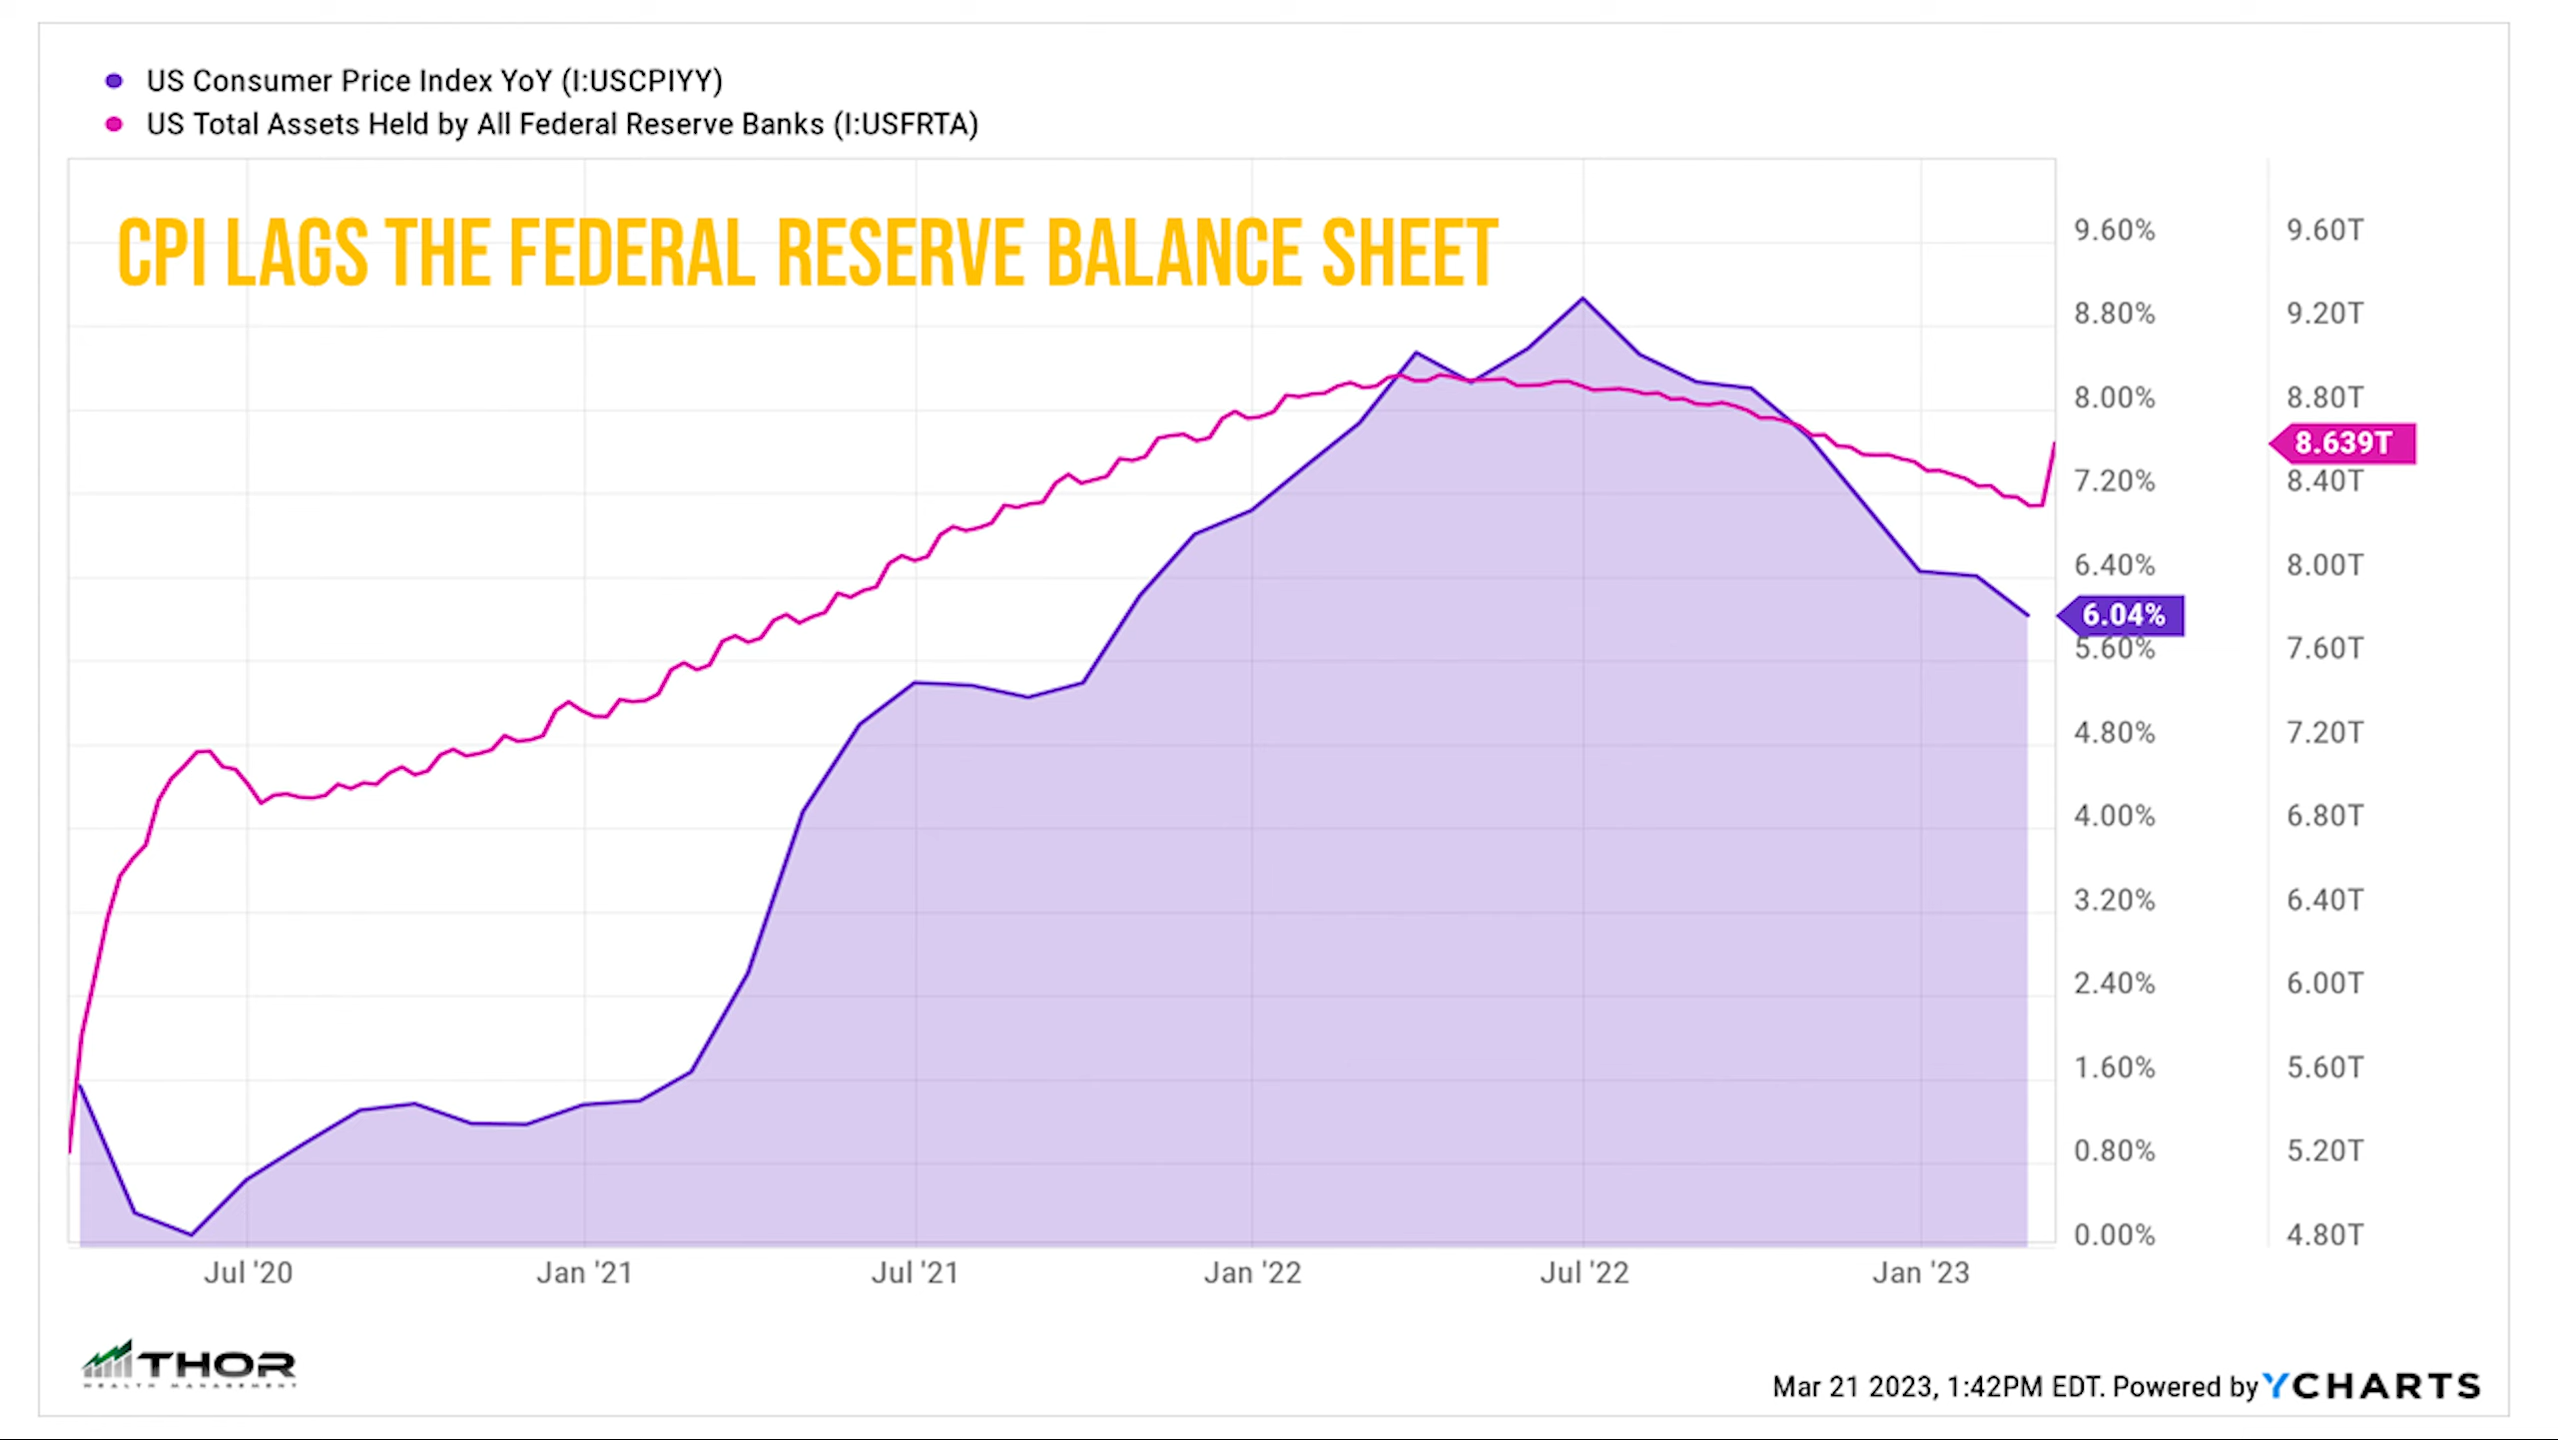 US Consumer Price Index YoY (I:USCPIYY)
US Total Assets Held by All Federal Reserve Banks (I:USFRTA)
CPI LAGS THE FEDERAL RESERVE BALANCE SHEET
9.60% 9.60T
8.80% 9.20T
8.00% 8.80T
8.639T
7.20% 8.40T
6.40% 8.00T
6.04%
5.60% 7.60T
4.80% 7.20T
4.00% 6.80T
3.20% 6.40T
2.40% 6.00T
1.60% 5.60T
0.80% 5.20T
0.00% 4.80T
Jul '20 Jan '21 Jul '21 Jan '22 Jul '22 Jan '23
THOR
WEALTH MANAGEMENT
Mar 21 2023, 1:42PM EDT. Powered by YCHARTS